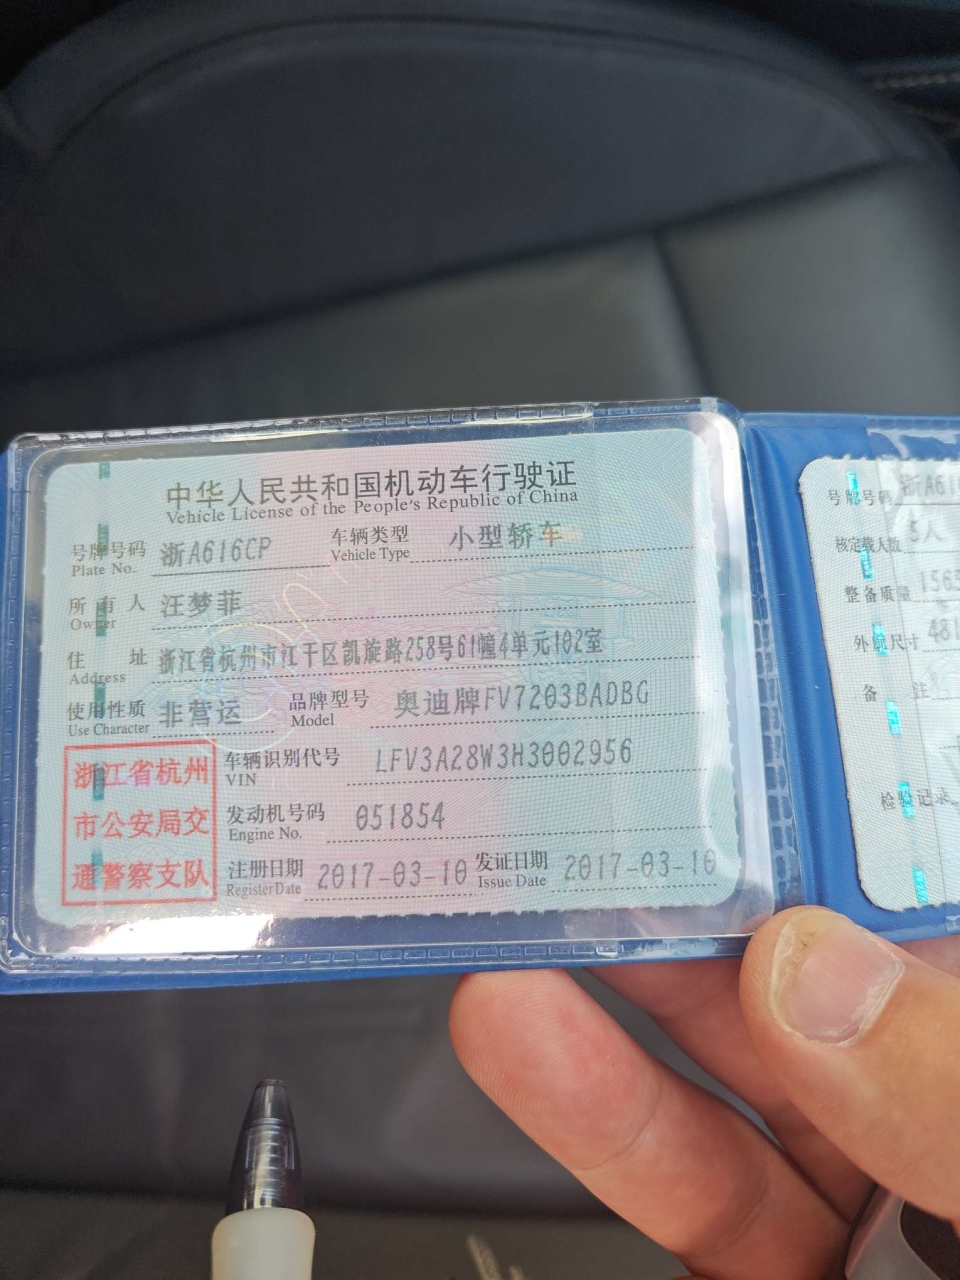 中华人民共和国机动车行驶证
Vehicle License of the People's Republic of China
号牌号码 浙A616CP 车辆类型 小型轿车
Plate No. Vehicle Type
所有人 汪梦菲
Owner
住址 浙江省杭州市江干区凯旋路258号61幢4单元102室
Address
使用性质 非营运 品牌型号 奥迪牌FV7203BADBG
Use Character Model
浙江省杭州
市公安局交
通警察支队
车辆识别代号 LFV3A28W3H3002956
VIN
发动机号码 051854
Engine No.
注册日期 2017-03-10 发证日期 2017-03-10
Register Date Issue Date
号牌号码 浙A61
核定载人数 5人
整备质量 156
外廓尺寸 481
备注
检验记录